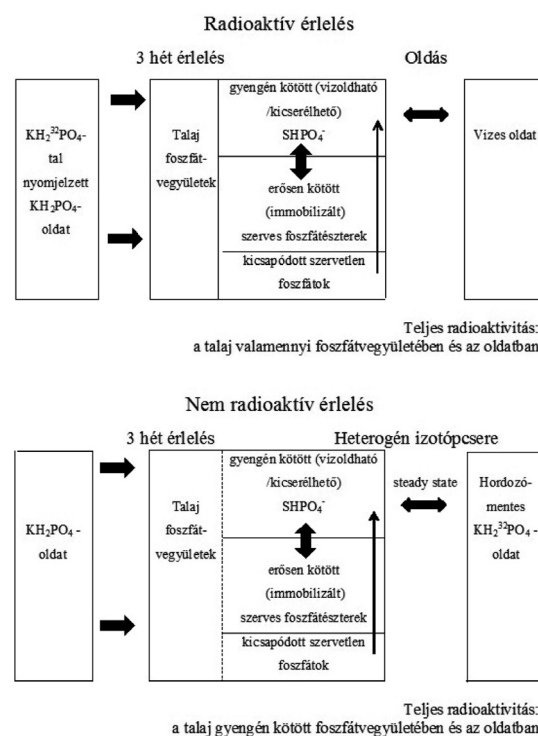 Radioaktív érlelés
3 hét érlelés
Oldás
KH₂³²PO₄-
tal
nyomjelzett
KH₂PO₄-
oldat
Talaj
foszfát-
vegyületek
gyengén kötött (vizoldható
/kicserélhető)
SHPO₄⁻
erősen kötött
(immobilizált)
szerves foszfátészterek
kicsapódott szervetlen
foszfátok
Vizes oldat
Teljes radioaktivitás:
a talaj valamennyi foszfátvegyületében és az oldatban
Nem radioaktív érlelés
3 hét érlelés
Heterogén izotópcsere
KH₂PO₄ -
oldat
Talaj
foszfát-
vegyületek
gyengén kötött (vizoldható
/kicserélhető)
SHPO₄⁻
erősen kötött
(immobilizált)
szerves foszfátészterek
kicsapódott szervetlen
foszfátok
steady state
Hordozó-
mentes
KH₂³²PO₄ -
oldat
Teljes radioaktivitás:
a talaj gyengén kötött foszfátvegyületében és az oldatban